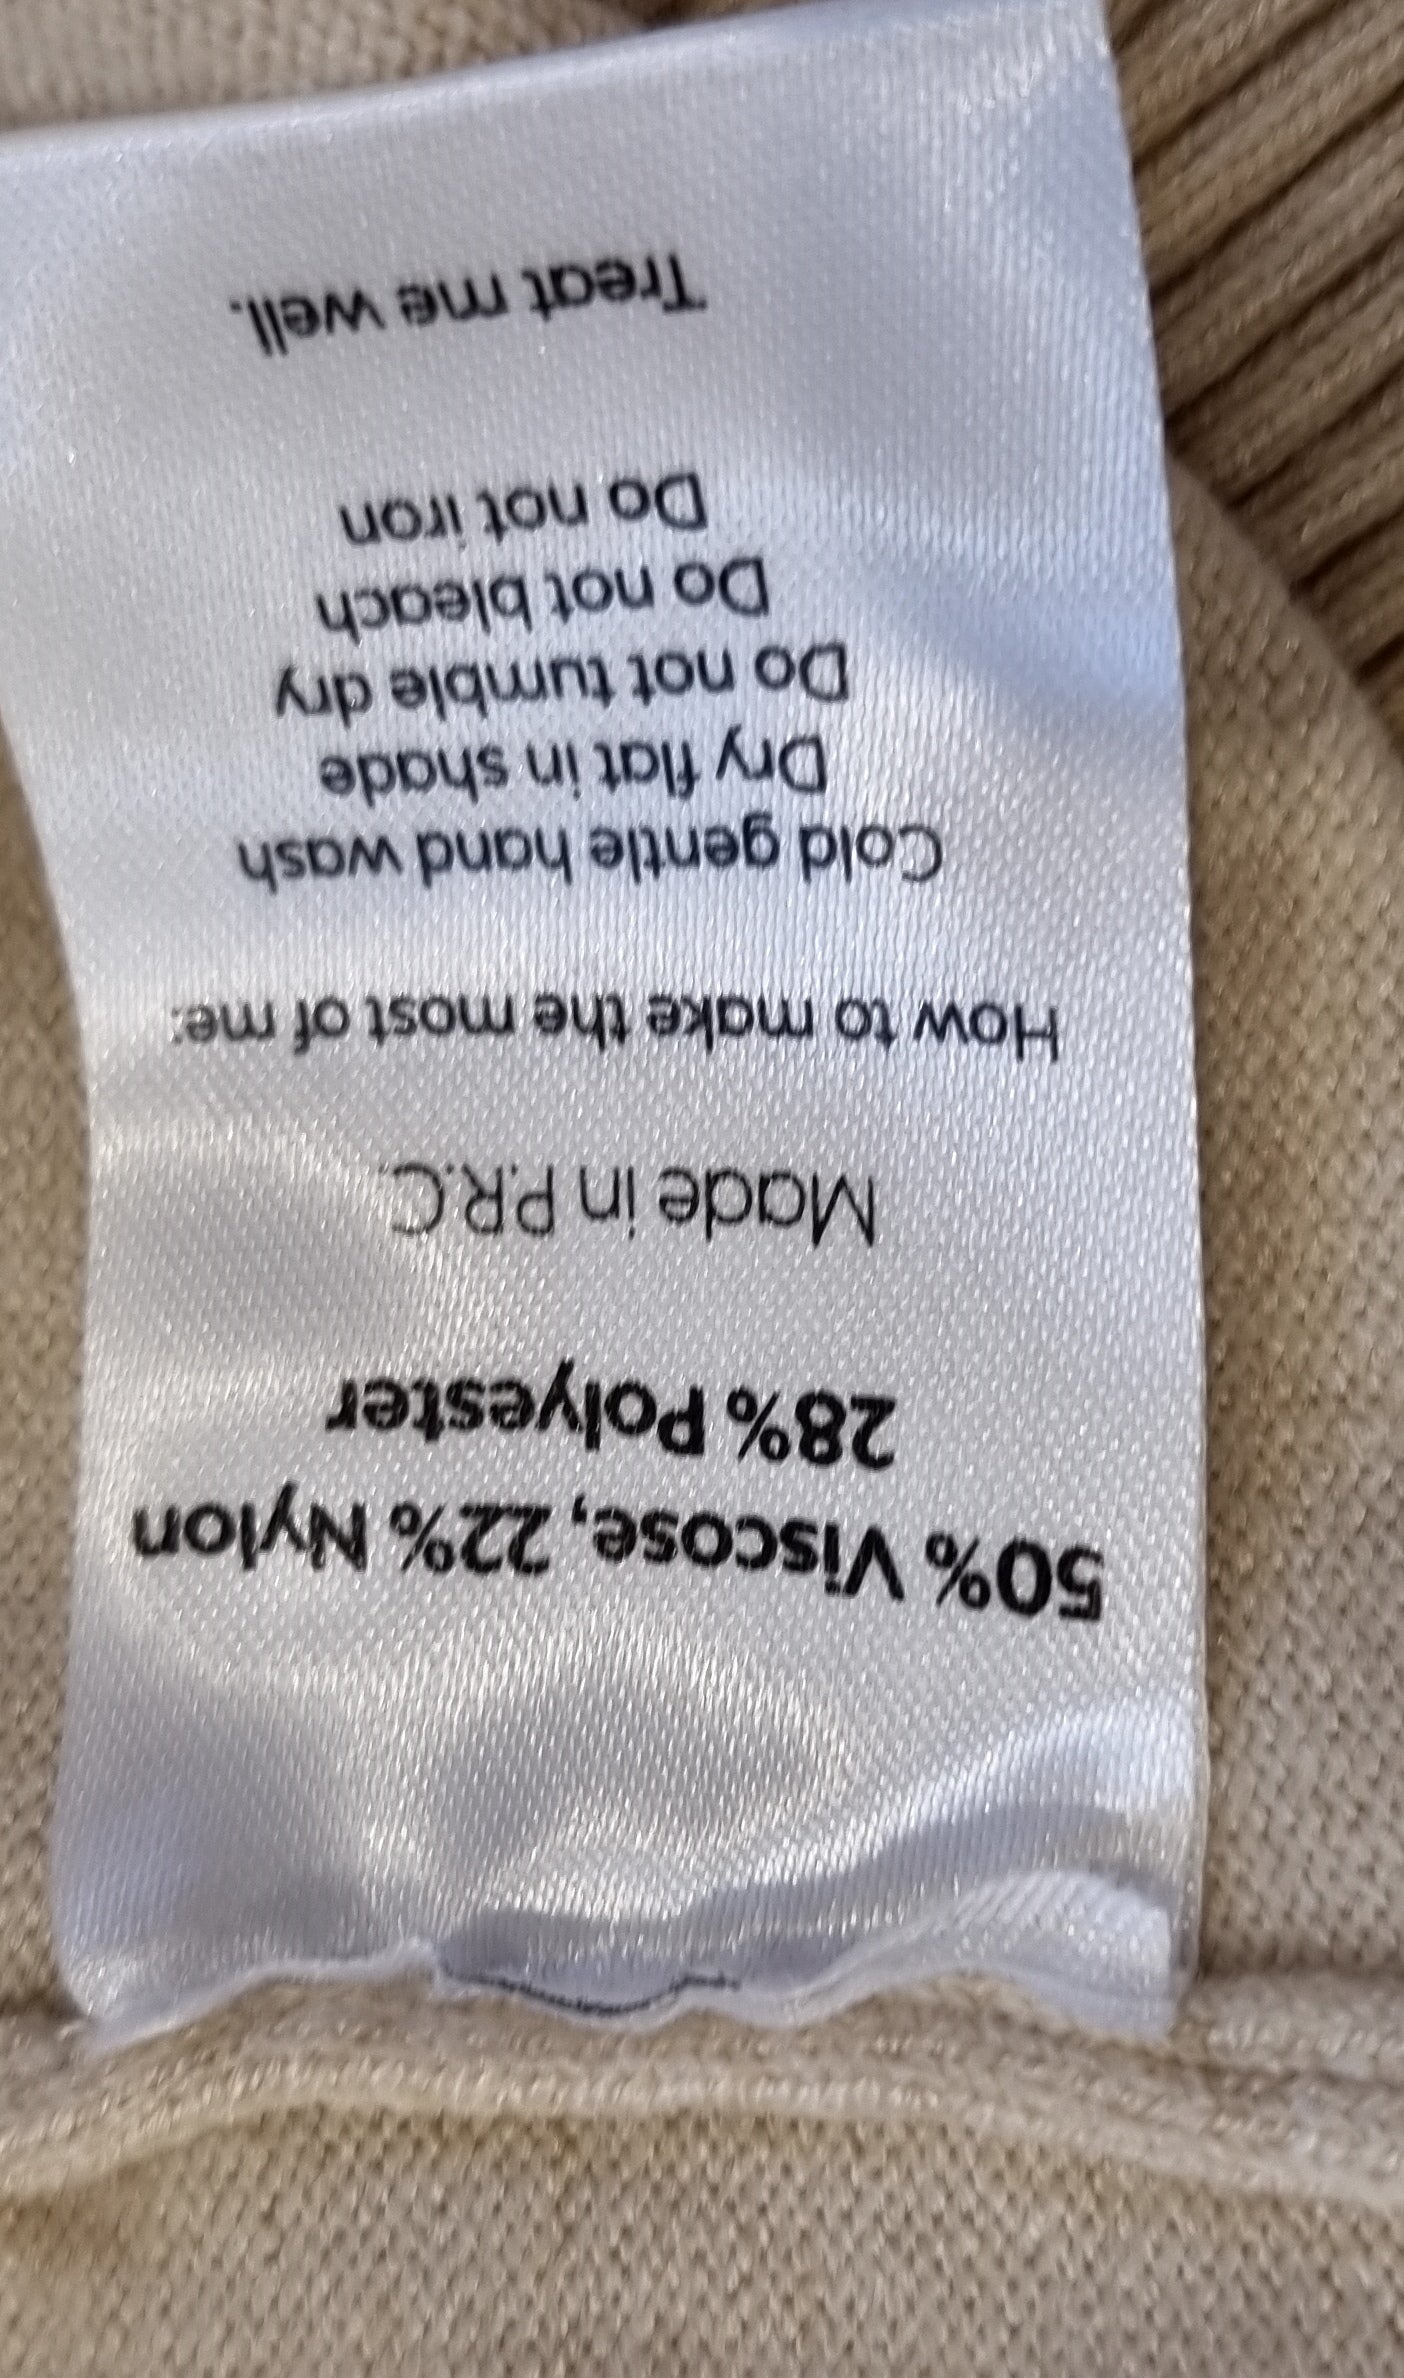 50% Viscose, 22% Nylon
28% Polyester
Made in P.R.C.
How to make the most of me:
Cold gentle hand wash
Dry flat in shade
Do not tumble dry
Do not bleach
Do not iron
Treat me well.